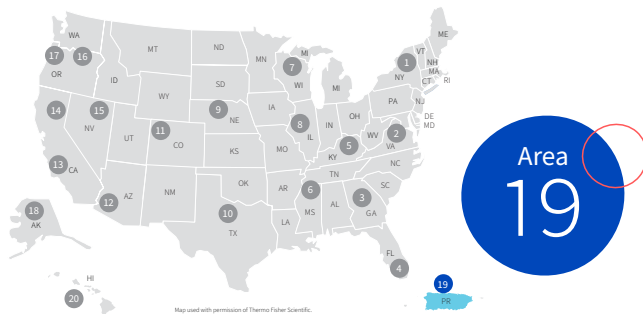 WA
MT
ND
MN
MI
ME
VT
NH
MA
CT
RI
NY
1
17
16
OR
ID
SD
WI
7
MI
PA
NJ
WY
9
NE
IA
IL
8
IN
OH
DE
MD
14
15
NV
UT
11
CO
KS
MO
KY
5
WV
2
VA
13
CA
TN
NC
12
AZ
NM
OK
AR
6
MS
AL
3
GA
SC
10
TX
LA
FL
4
18
AK
HI
20
19
PR
Area
19
Map used with permission of Thermo Fisher Scientific.